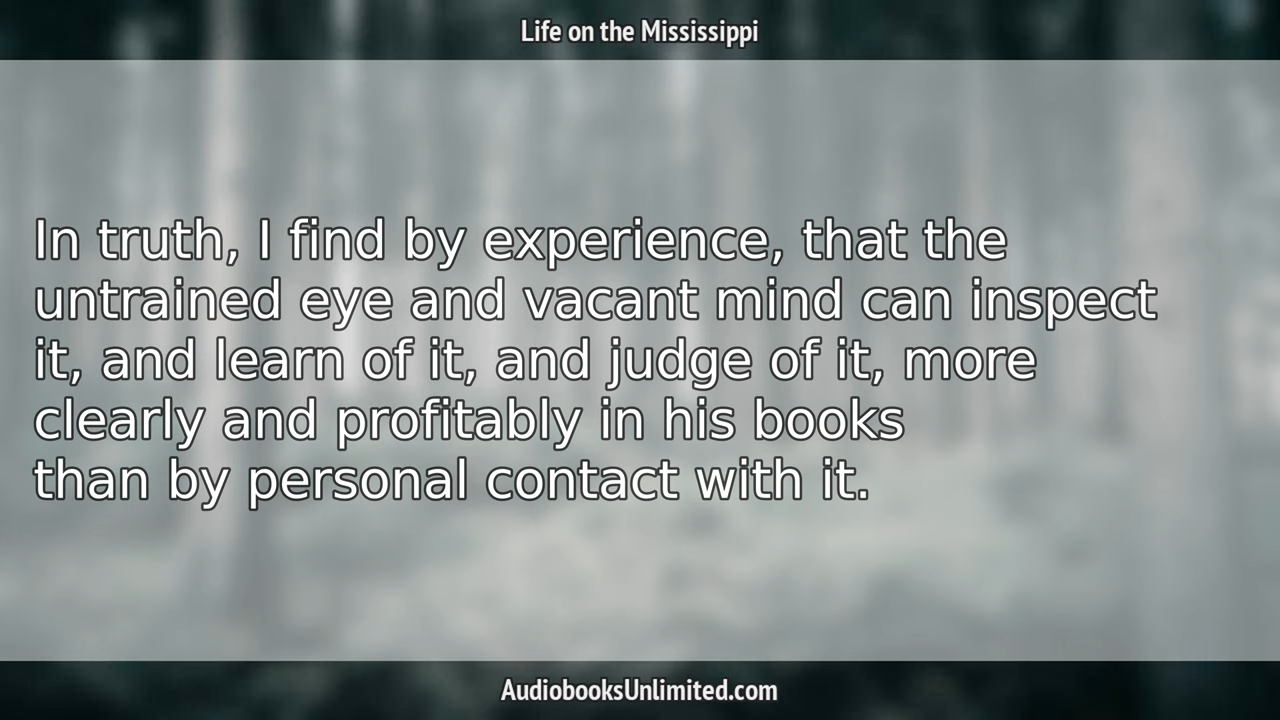 Life on the Mississippi
In truth, I find by experience, that the
untrained eye and vacant mind can inspect
it, and learn of it, and judge of it, more
clearly and profitably in his books
than by personal contact with it.
AudiobooksUnlimited.com